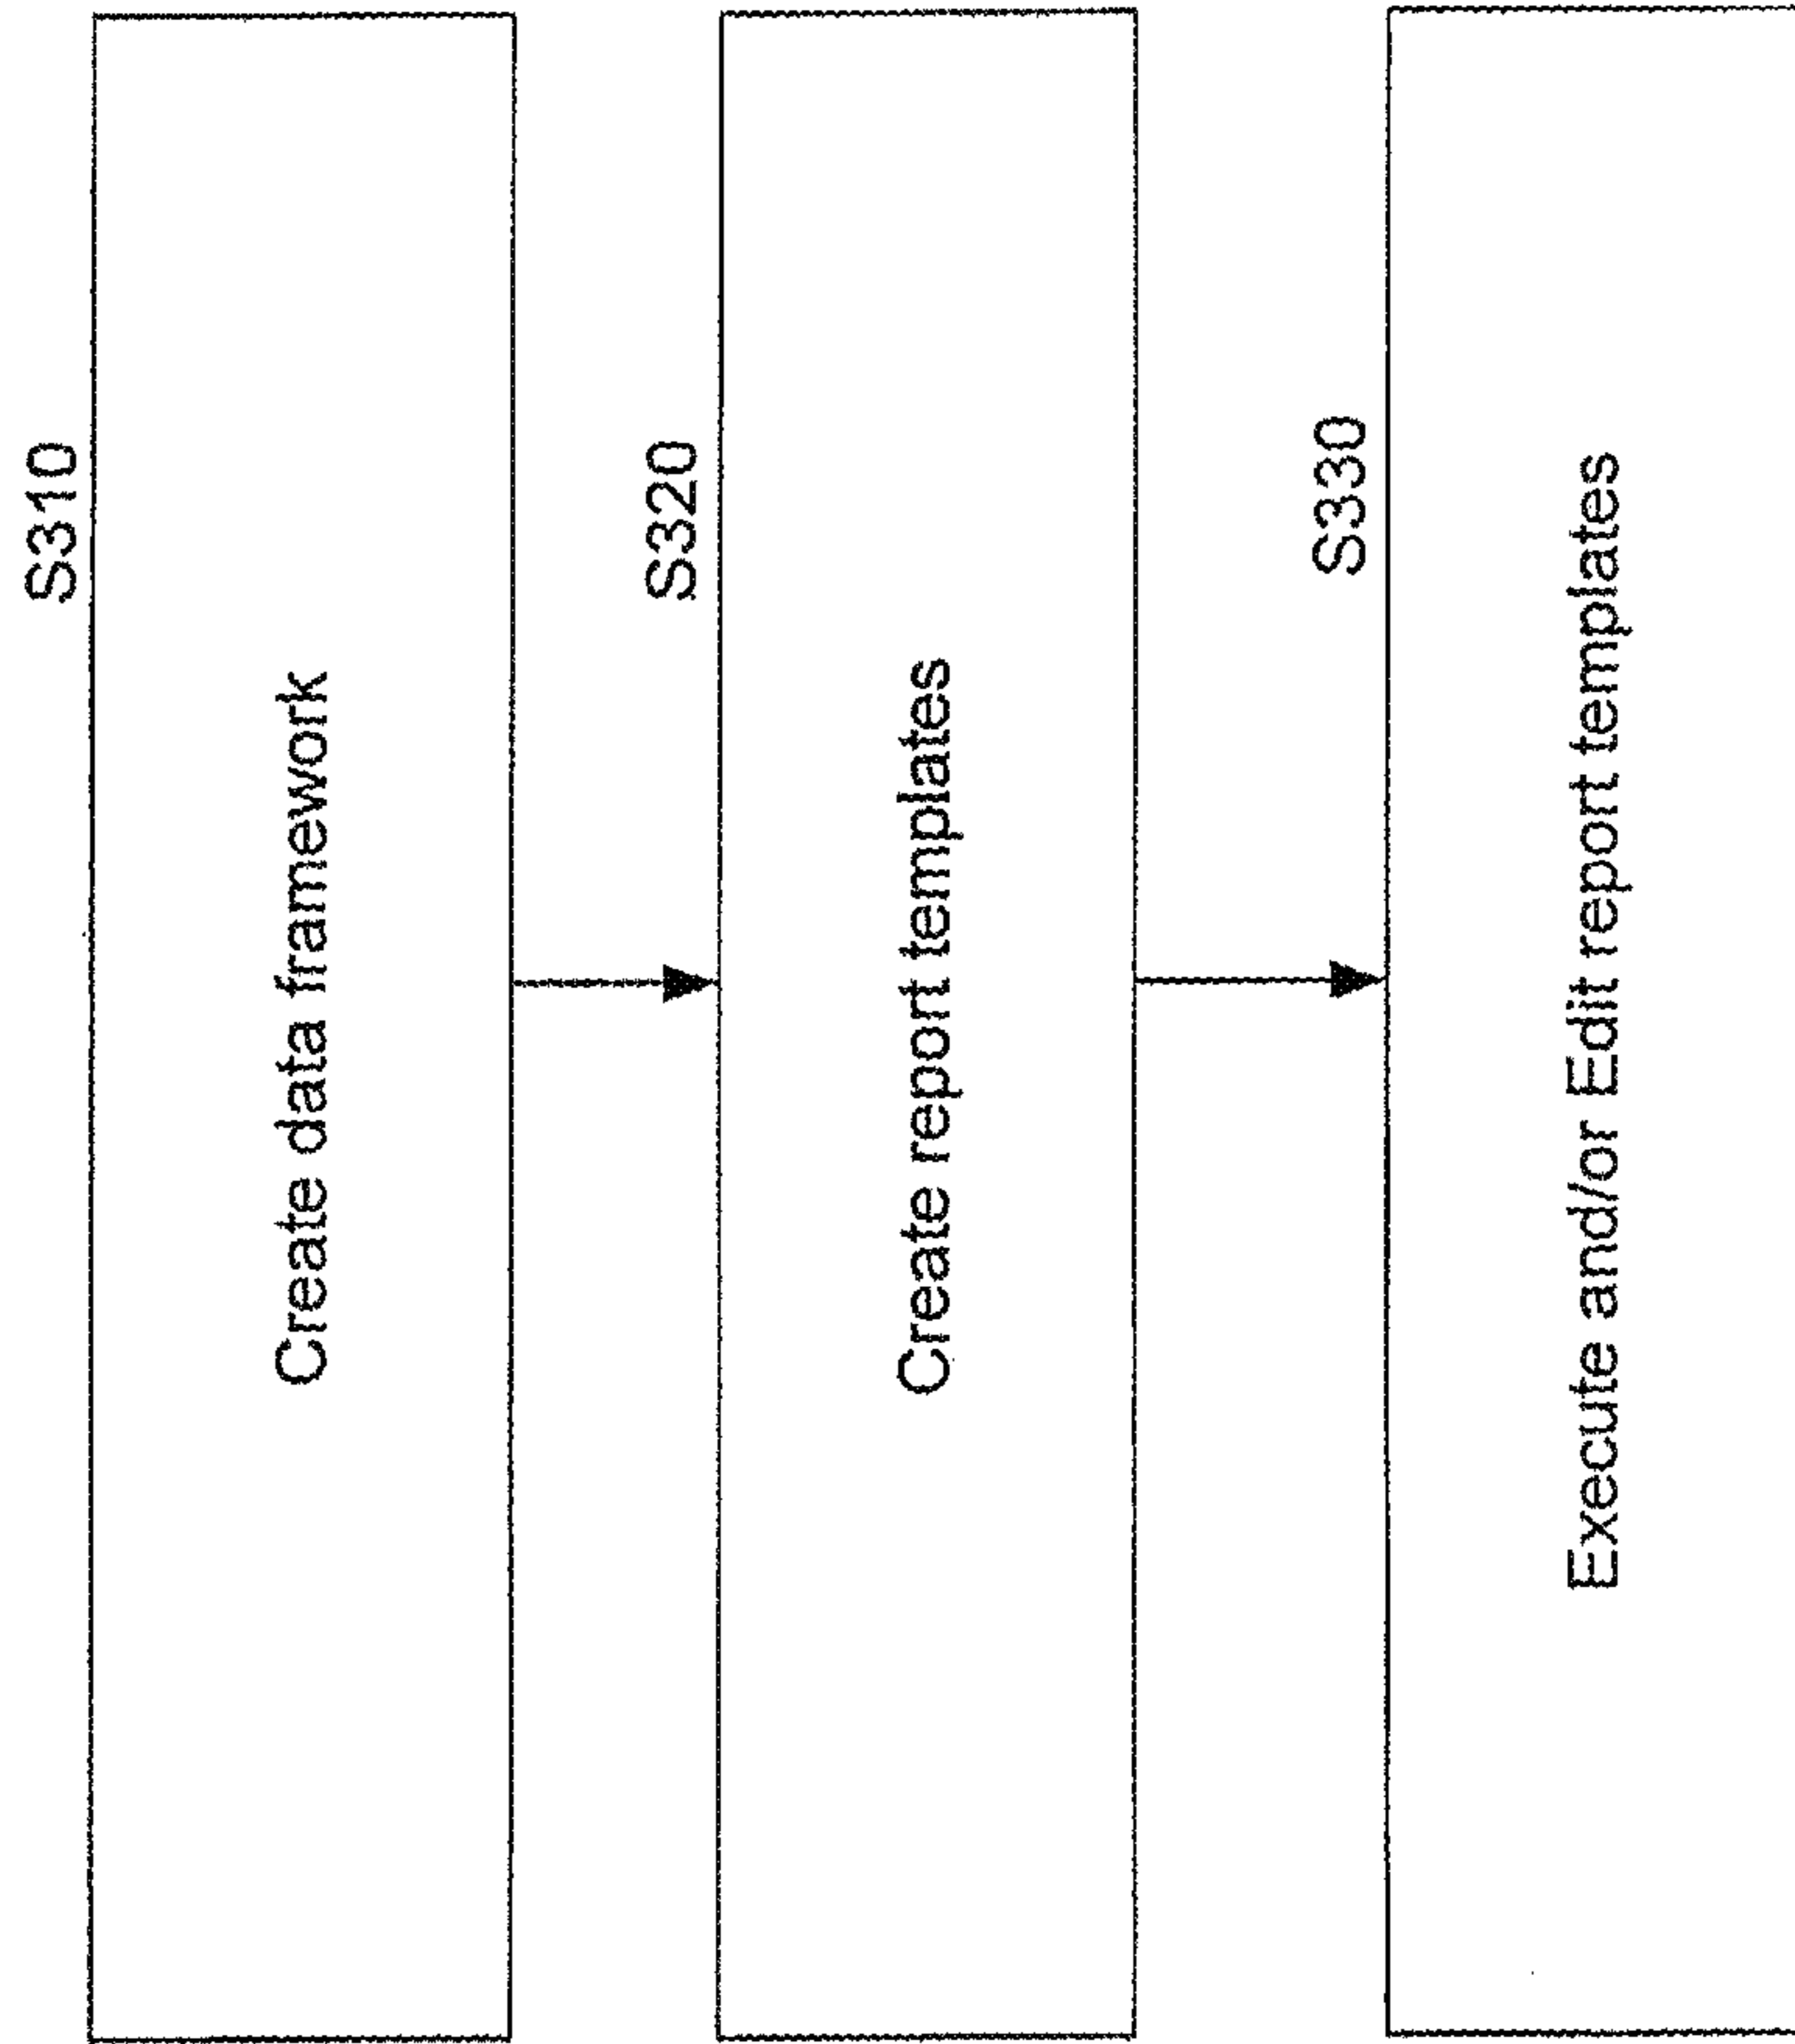 S310
Create data framework
S320
Create report templates
S330
Execute and/or Edit report templates